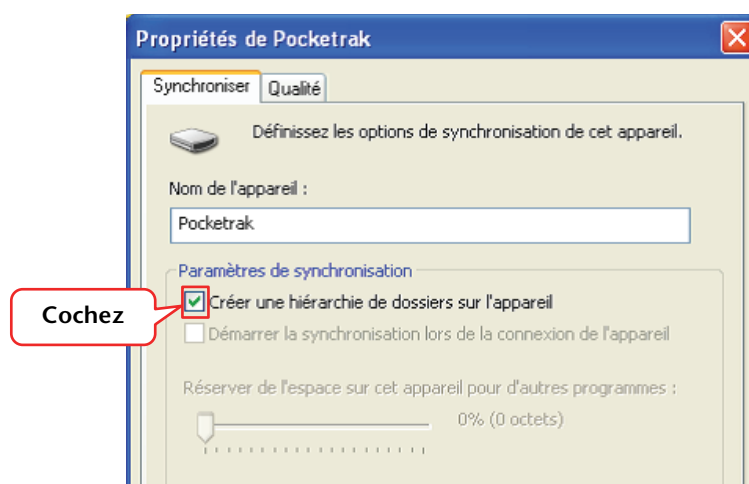 Propriétés de Pocketrak
Synchroniser Qualité
Définissez les options de synchronisation de cet appareil.
Nom de l'appareil :
Pocketrak
Paramètres de synchronisation
Cochez
Créer une hiérarchie de dossiers sur l'appareil
Démarrer la synchronisation lors de la connexion de l'appareil
Réserver de l'espace sur cet appareil pour d'autres programmes :
0% (0 octets)